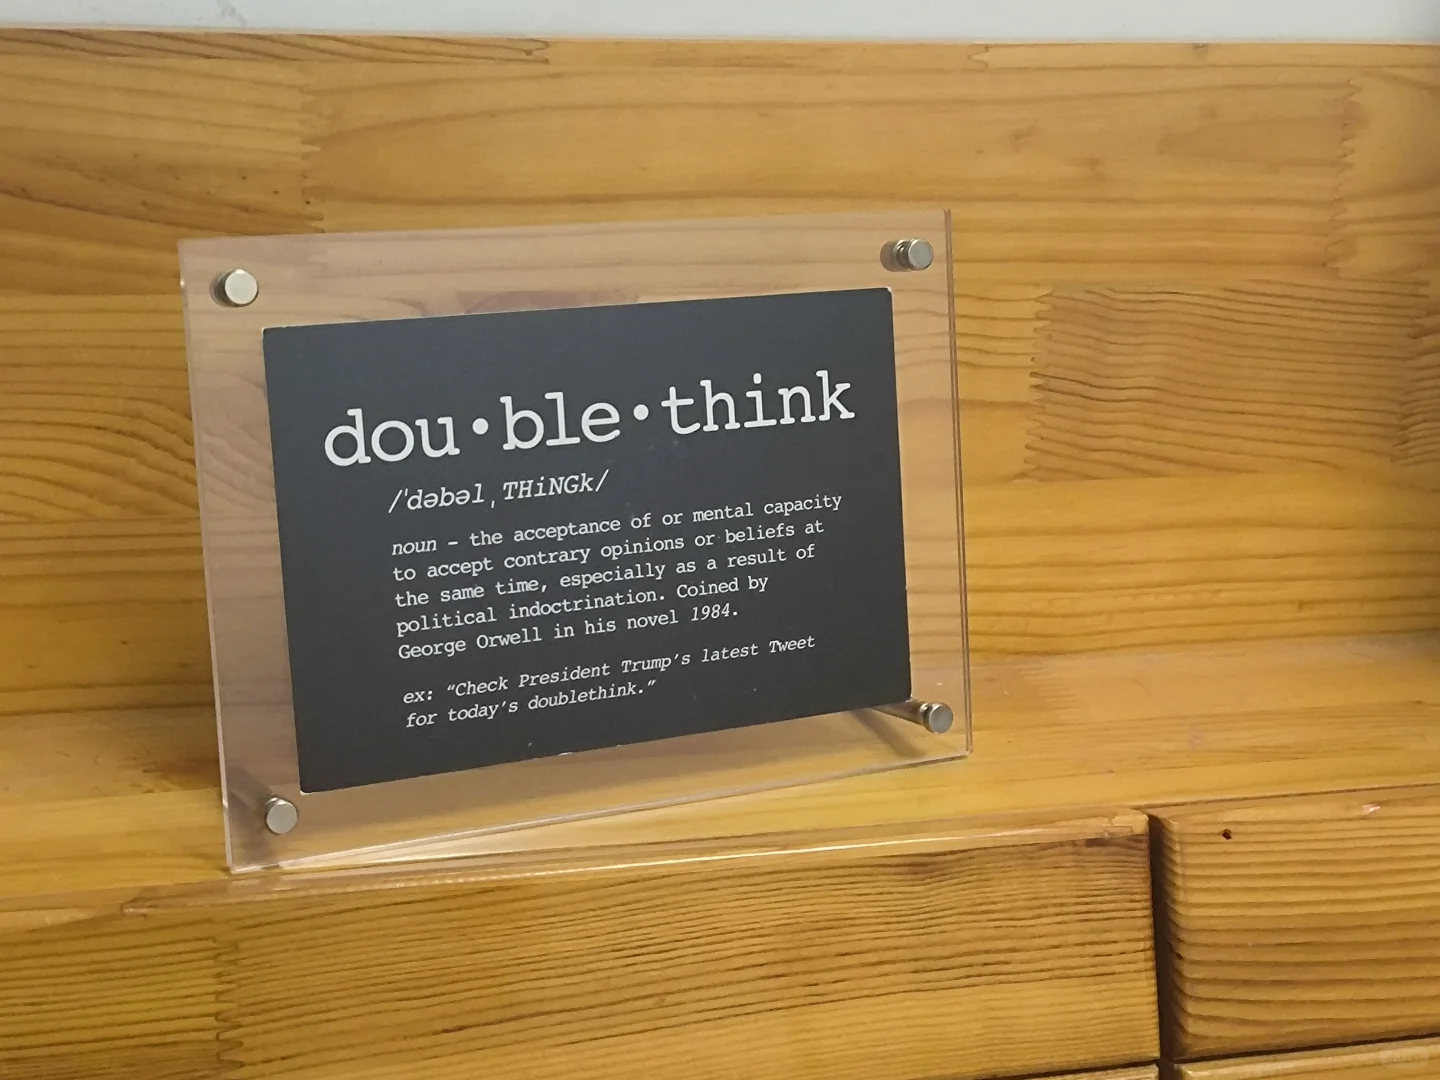 dou•ble•think
/ˈdəbəlˌTHiNGk/
noun – the acceptance of or mental capacity
to accept contrary opinions or beliefs at
the same time, especially as a result of
political indoctrination. Coined by
George Orwell in his novel 1984.
ex: “Check President Trump’s latest Tweet
for today’s doublethink.”